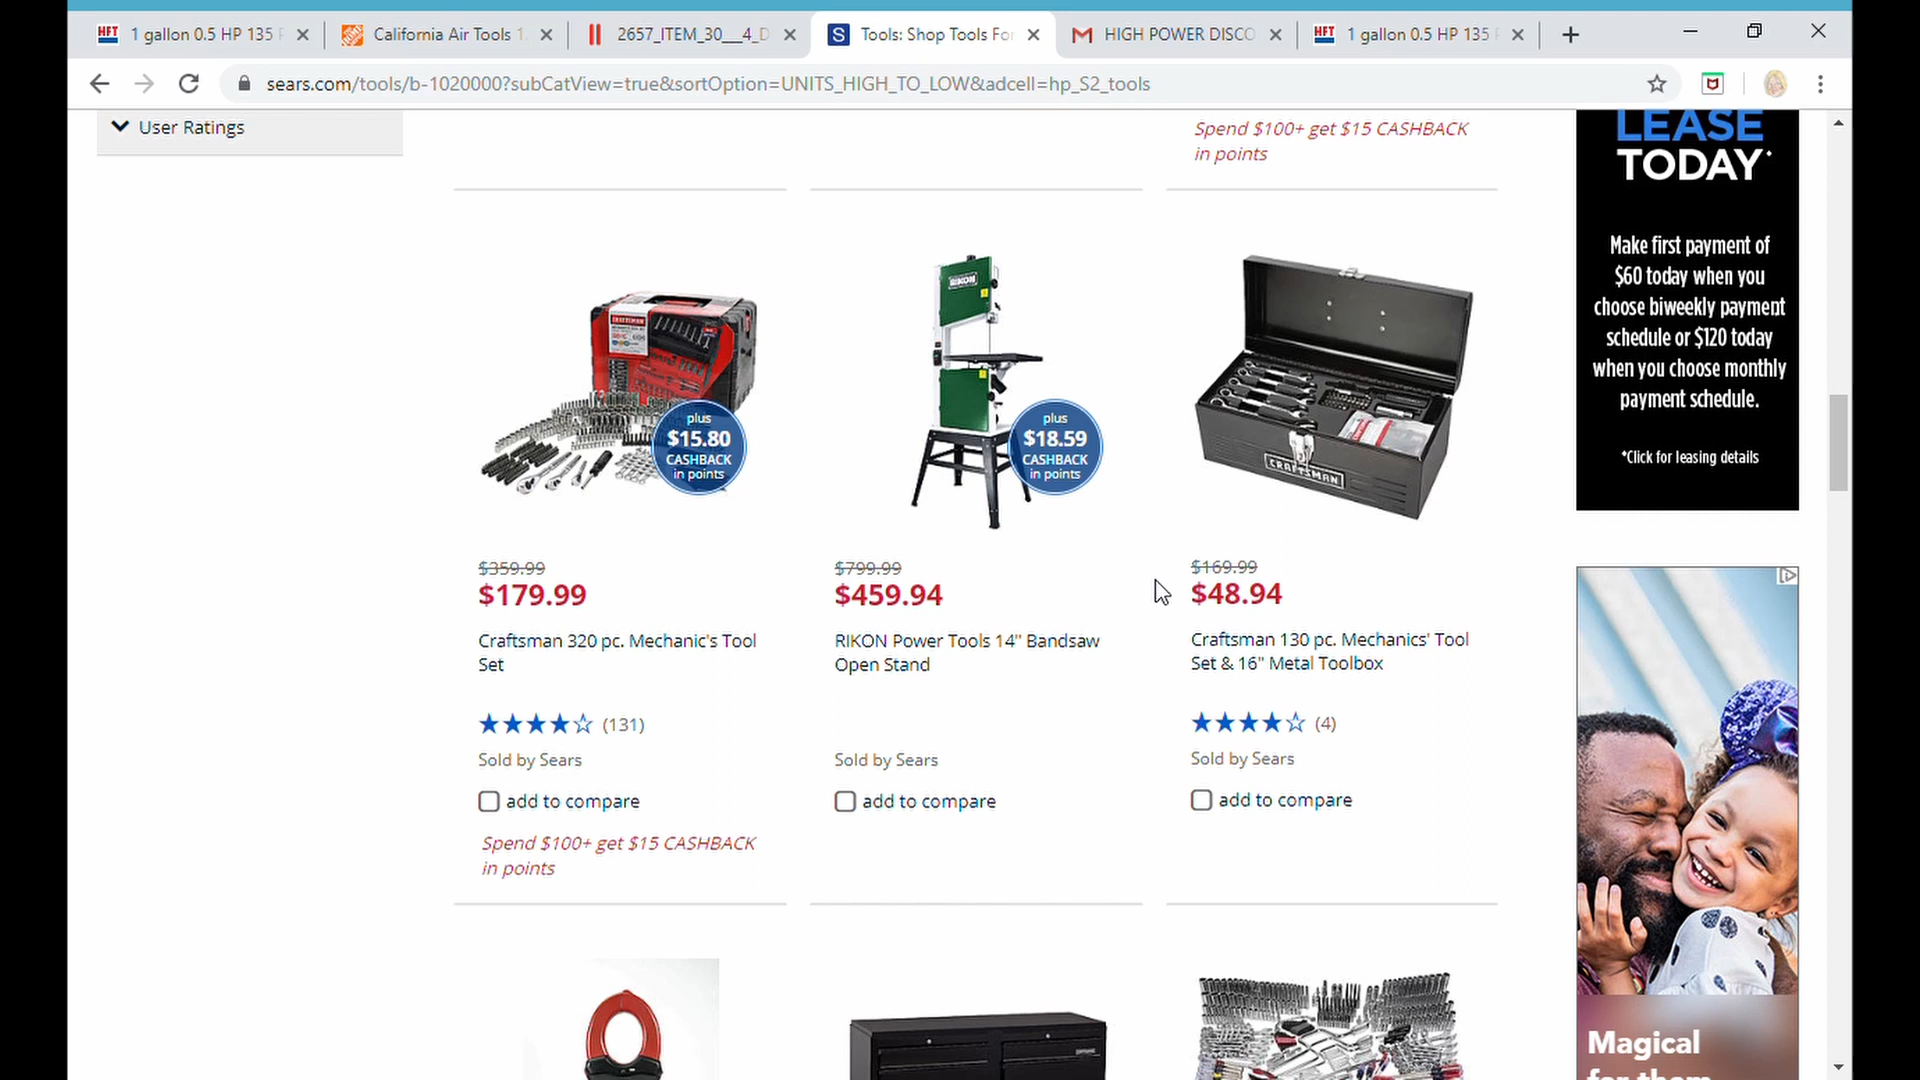 1 gallon 0.5 HP 135 P
California Air Tools 1
2657_ITEM_30___4_D
Tools: Shop Tools For
HIGH POWER DISCO
1 gallon 0.5 HP 135 P
sears.com/tools/b-1020000?subCatView=true&sortOption=UNITS_HIGH_TO_LOW&adcell=hp_S2_tools
User Ratings
Spend $100+ get $15 CASHBACK
in points
LEASE
TODAY*
Make first payment of
$60 today when you
choose biweekly payment
schedule or $120 today
when you choose monthly
payment schedule.
*Click for leasing details
CRAFTSMAN
plus
$15.80
CASHBACK
in points
RIKON
plus
$18.59
CASHBACK
in points
CRAFTSMAN
$359.99
$179.99
Craftsman 320 pc. Mechanic's Tool
Set
(131)
Sold by Sears
add to compare
Spend $100+ get $15 CASHBACK
in points
$799.99
$459.94
RIKON Power Tools 14" Bandsaw
Open Stand
Sold by Sears
add to compare
$169.99
$48.94
Craftsman 130 pc. Mechanics' Tool
Set & 16" Metal Toolbox
(4)
Sold by Sears
add to compare
Magical
for them